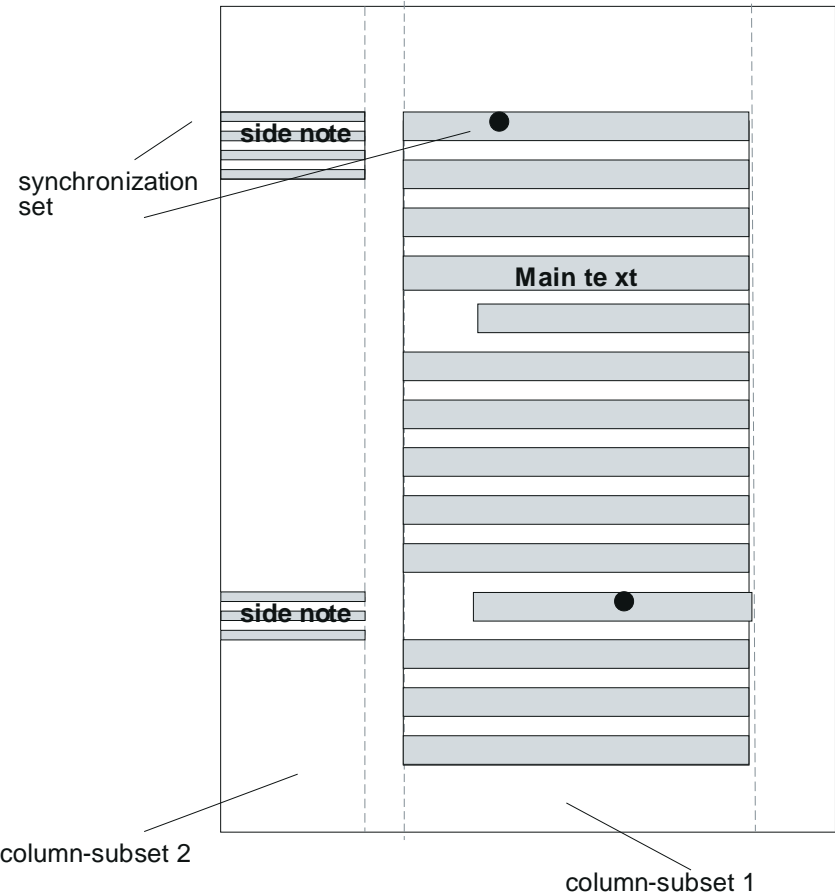 side note
synchronization
set
Main te xt
side note
column-subset 2
column-subset 1